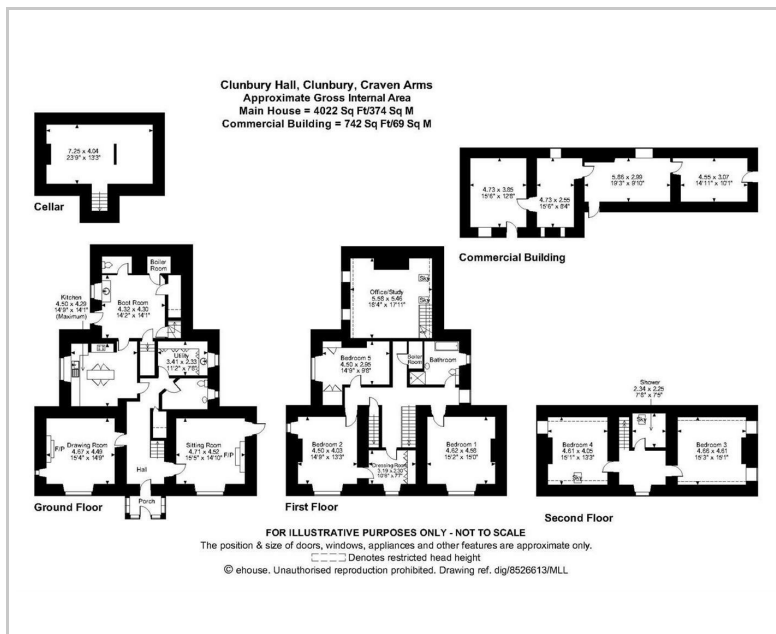 Clunbury Hall, Clunbury, Craven Arms
Approximate Gross Internal Area
Main House = 4022 Sq Ft/374 Sq M
Commercial Building = 742 Sq Ft/69 Sq M
7.25 x 4.04
23'9" x 13'3"
Cellar
4.73 x 3.85
15'6" x 12'8"
4.73 x 2.55
15'6" x 8'4"
5.86 x 2.99
19'3" x 9'10"
4.55 x 3.07
14'11" x 10'1"
Commercial Building
Boiler
Room
Kitchen
4.50 x 4.29
14'9" x 14'1"
(Maximum)
Boot Room
4.32 x 4.30
14'2" x 14'1"
Utility
3.41 x 2.33
11'2" x 7'8"
Drawing Room
4.67 x 4.49
15'4" x 14'9"
F/P
Sitting Room
4.71 x 4.52
15'5" x 14'10"
F/P
Hall
Porch
Ground Floor
Office/Study
5.58 x 5.46
18'4" x 17'11"
Sky
Sky
Bedroom 5
4.50 x 2.95
14'9" x 9'8"
Boiler
Room
Bathroom
Bedroom 2
4.50 x 4.03
14'9" x 13'3"
Dressing Room
Bedroom 1
4.62 x 4.56
15'2" x 15'0"
First Floor
Shower
2.34 x 2.25
7'8" x 7'5"
Sky
Bedroom 4
4.61 x 4.05
15'1" x 13'3"
Sky
Bedroom 3
4.66 x 4.61
15'3" x 15'1"
Second Floor
FOR ILLUSTRATIVE PURPOSES ONLY - NOT TO SCALE
The position & size of doors, windows, appliances and other features are approximate only.
Denotes restricted head height
© ehouse. Unauthorised reproduction prohibited. Drawing ref. dig/8526613/MLL